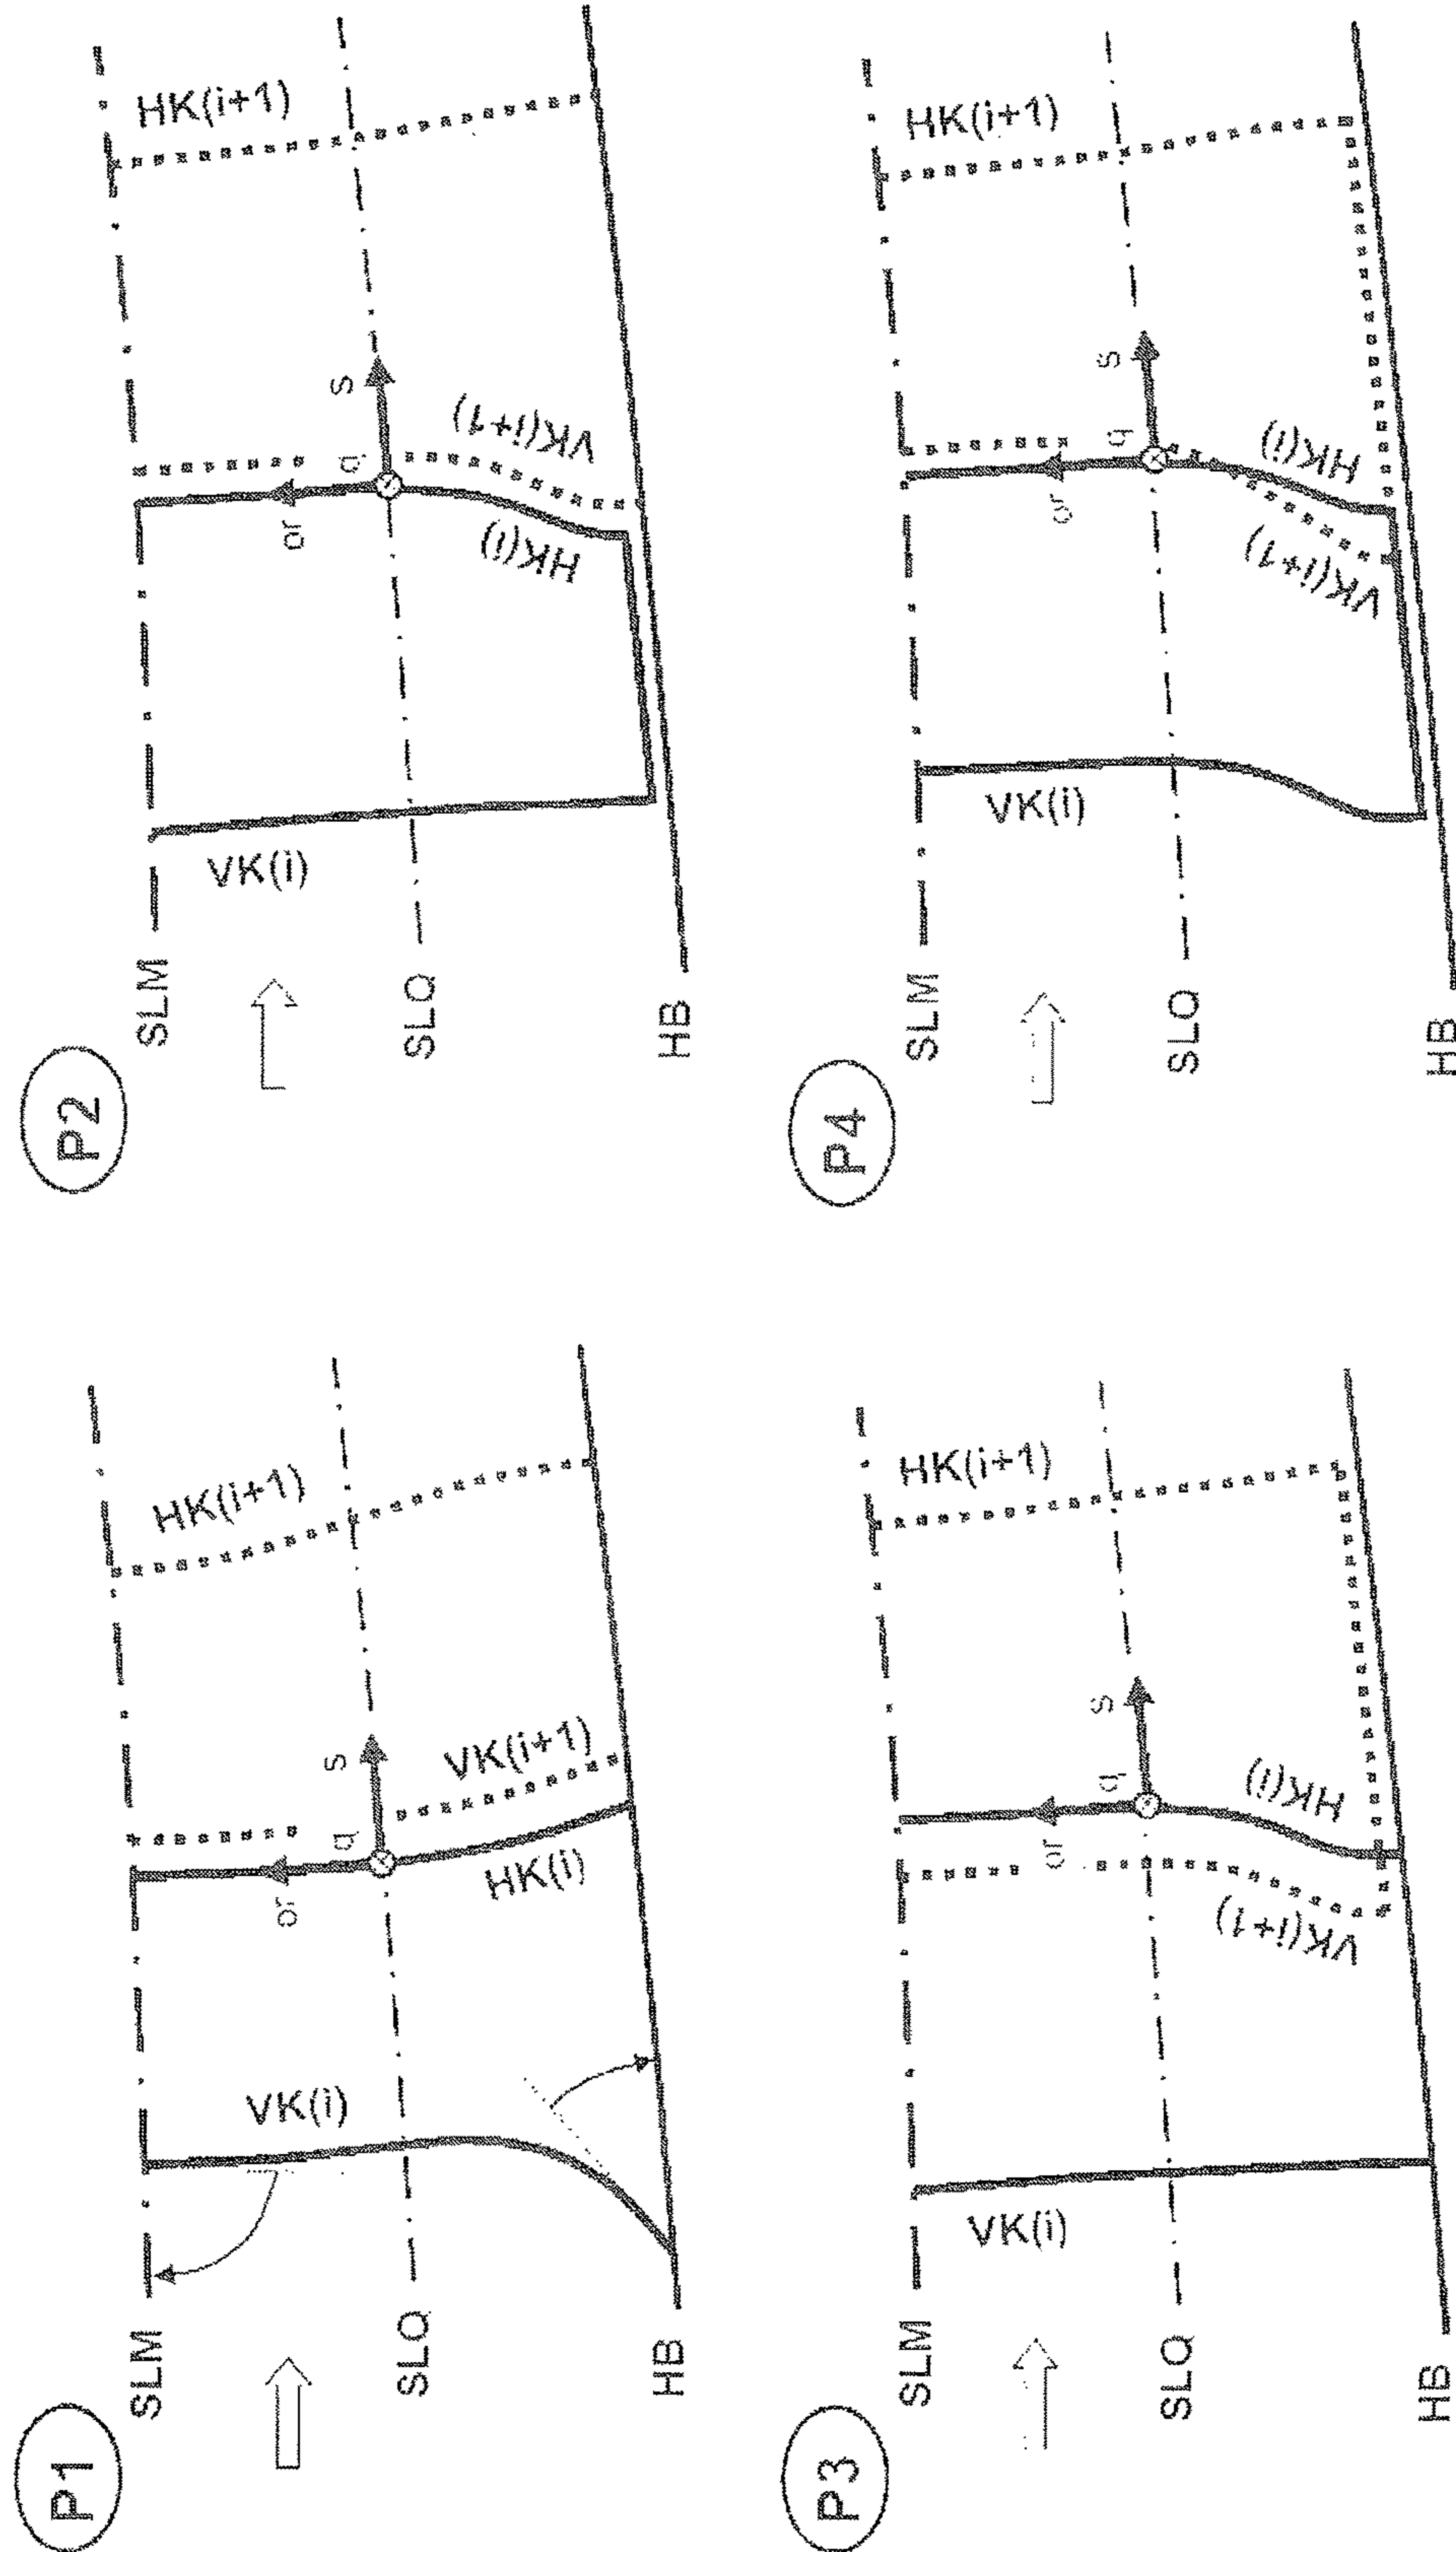 P1
SLM
SLQ
HB
VK(i)
HK(i)
VK(i+1)
HK(i+1)
or
q
s
P2
SLM
SLQ
HB
VK(i)
HK(i)
VK(i+1)
HK(i+1)
or
q
s
P3
SLM
SLQ
HB
VK(i)
VK(i+1)
HK(i)
HK(i+1)
or
q
s
P4
SLM
SLQ
HB
VK(i)
VK(i+1)
HK(i)
HK(i+1)
or
q
s